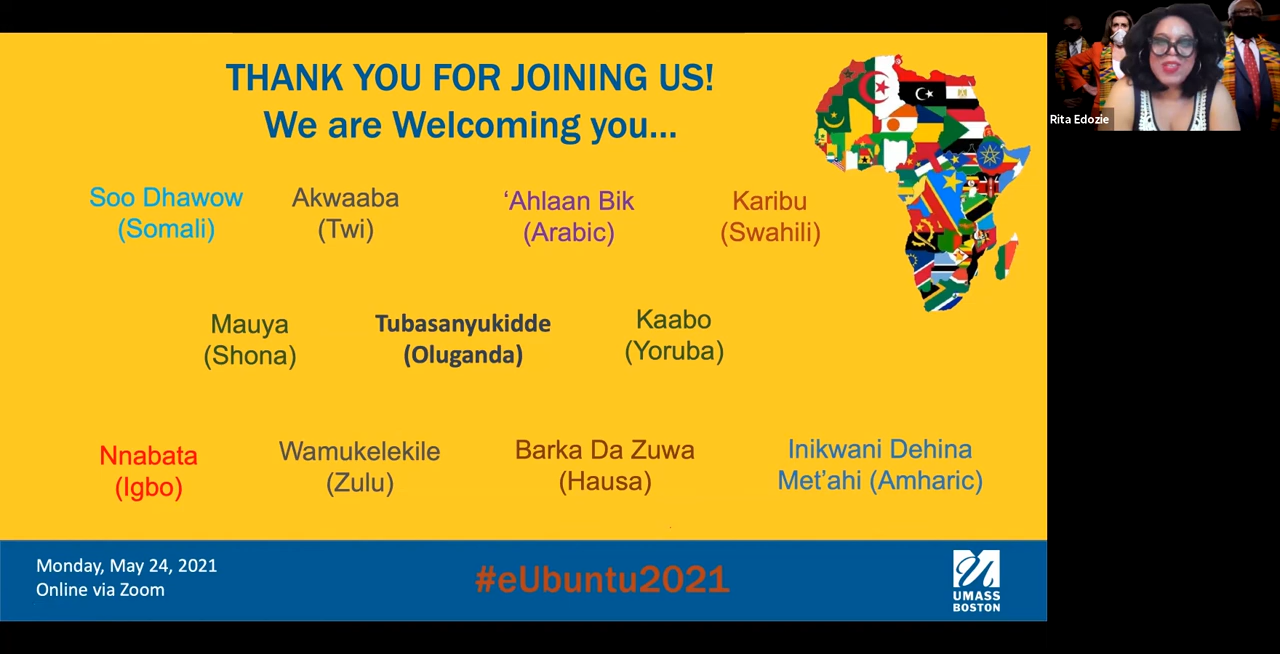 THANK YOU FOR JOINING US!
We are Welcoming you...
Rita Edozie
Soo Dhawow
(Somali)
Akwaaba
(Twi)
‘Ahlaan Bik
(Arabic)
Karibu
(Swahili)
Mauya
(Shona)
Tubasanyukidde
(Oluganda)
Kaabo
(Yoruba)
Nnabata
(Igbo)
Wamukelekile
(Zulu)
Barka Da Zuwa
(Hausa)
Inikwani Dehina
Met’ahi (Amharic)
Monday, May 24, 2021
Online via Zoom
#eUbuntu2021
UMASS
BOSTON